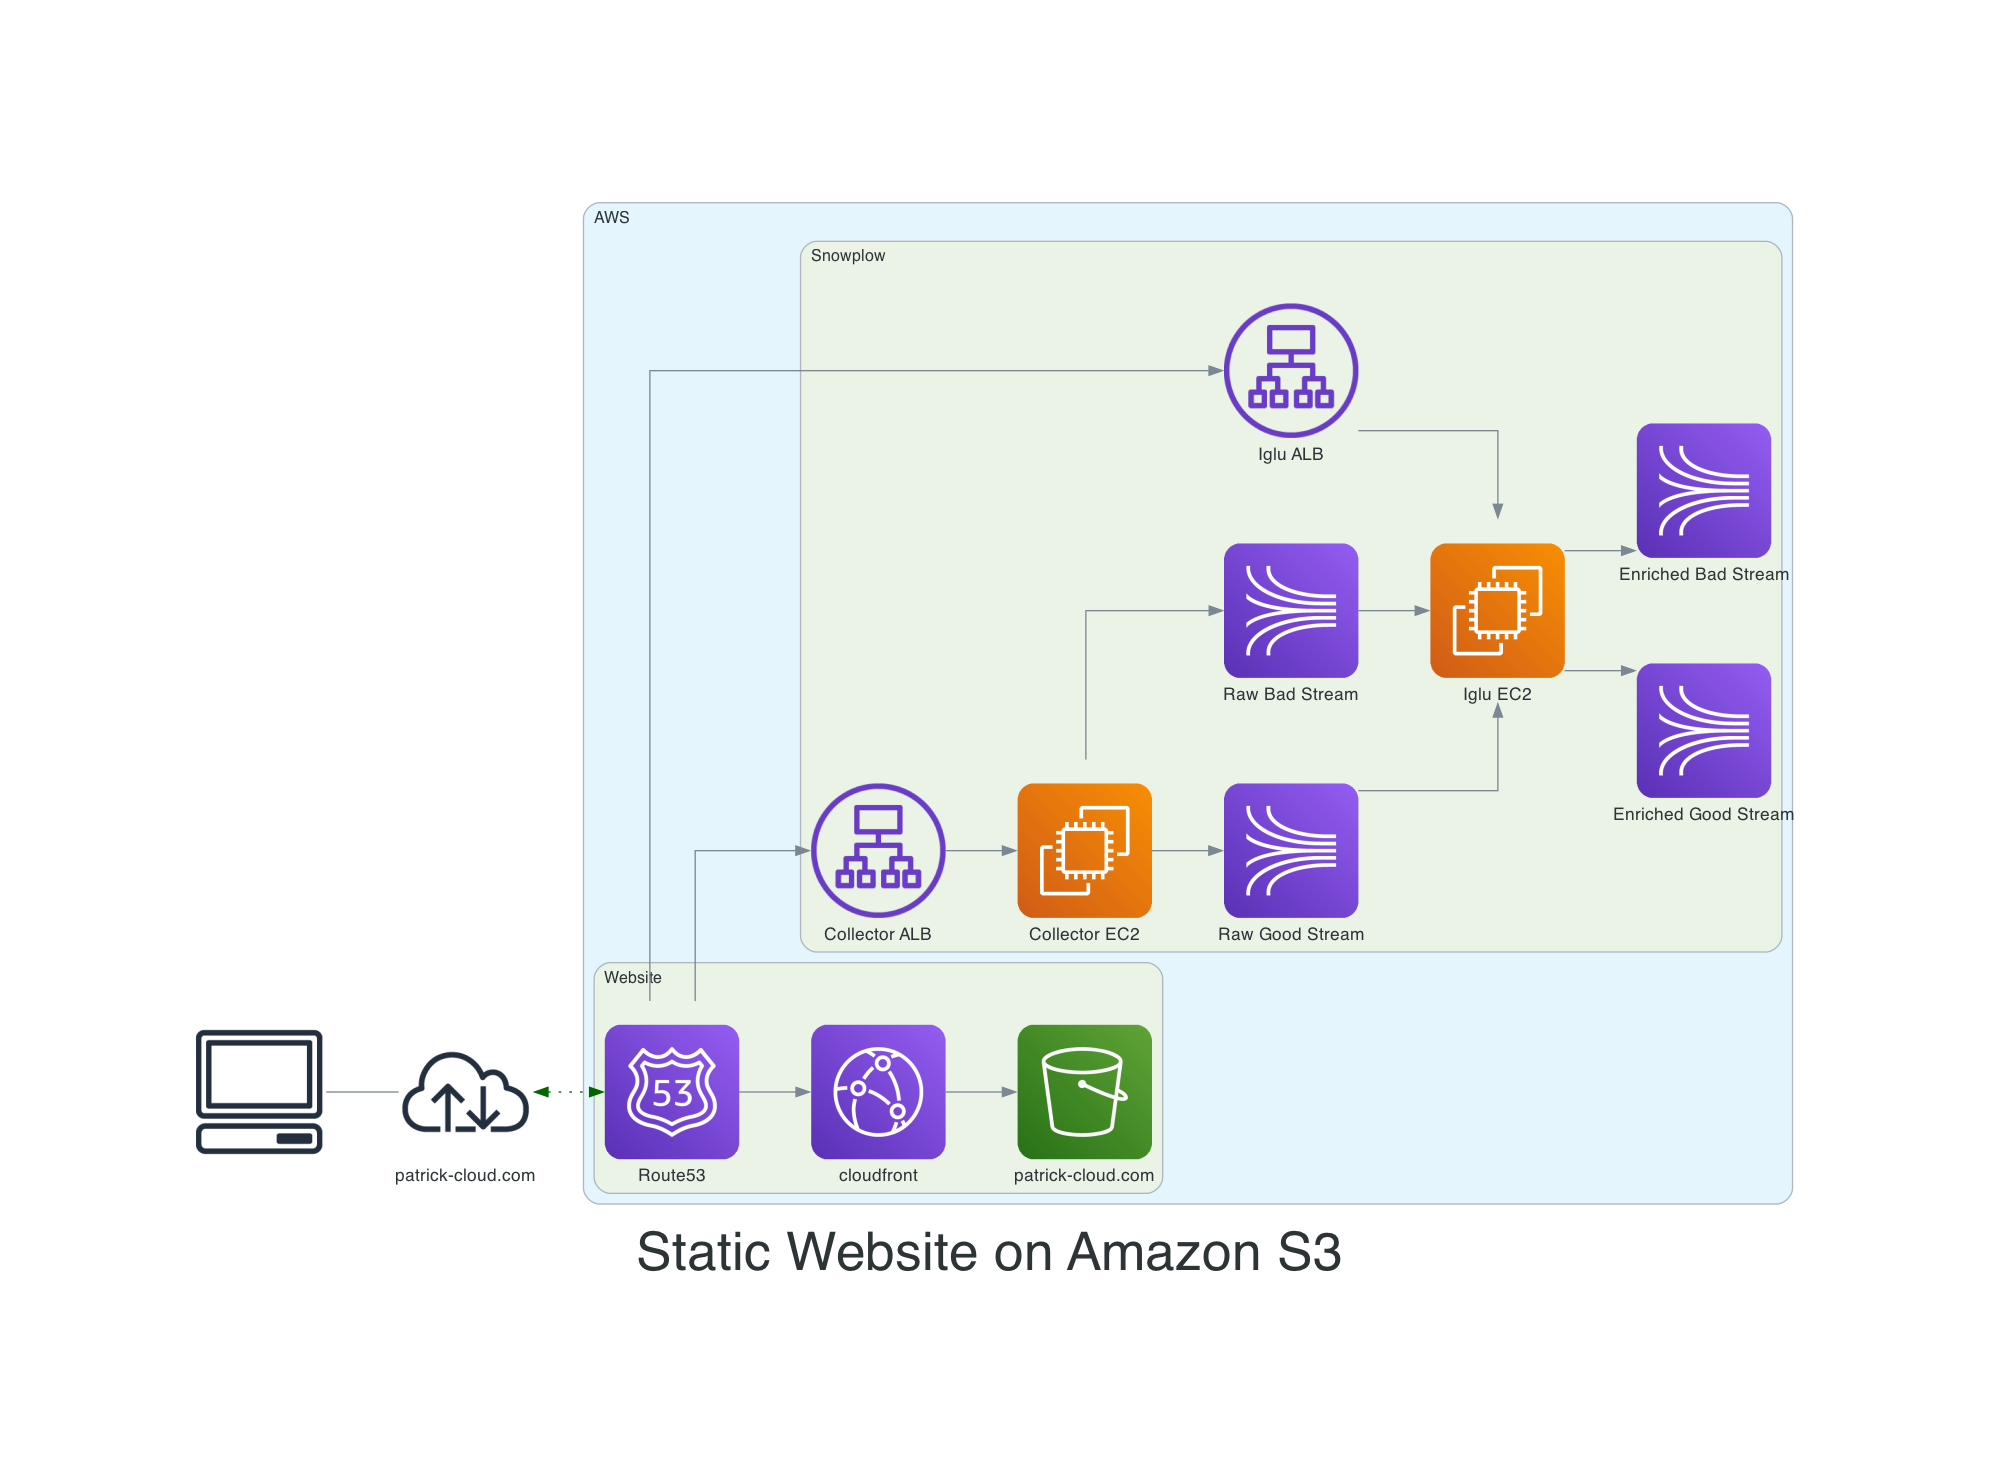 AWS
Snowplow
Iglu ALB
Enriched Bad Stream
Raw Bad Stream
Iglu EC2
Enriched Good Stream
Collector ALB
Collector EC2
Raw Good Stream
Website
53
patrick-cloud.com
Route53
cloudfront
patrick-cloud.com
Static Website on Amazon S3